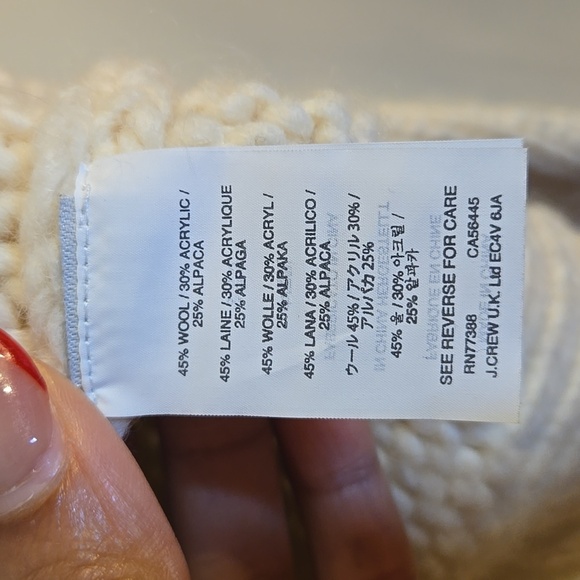 45% WOOL / 30% ACRYLIC /
25% ALPACA
45% LAINE / 30% ACRYLIQUE
25% ALPAGA
45% WOLLE / 30% ACRYL /
25% ALPAKA
45% LANA / 30% ACRILICO /
25% ALPACA
ウール 45% / アクリル 30% /
アルパカ 25%
45% 울 / 30% 아크릴 /
25% 알파카
SEE REVERSE FOR CARE
RN77388 CA56445
J.CREW U.K. Ltd EC4V 6JA